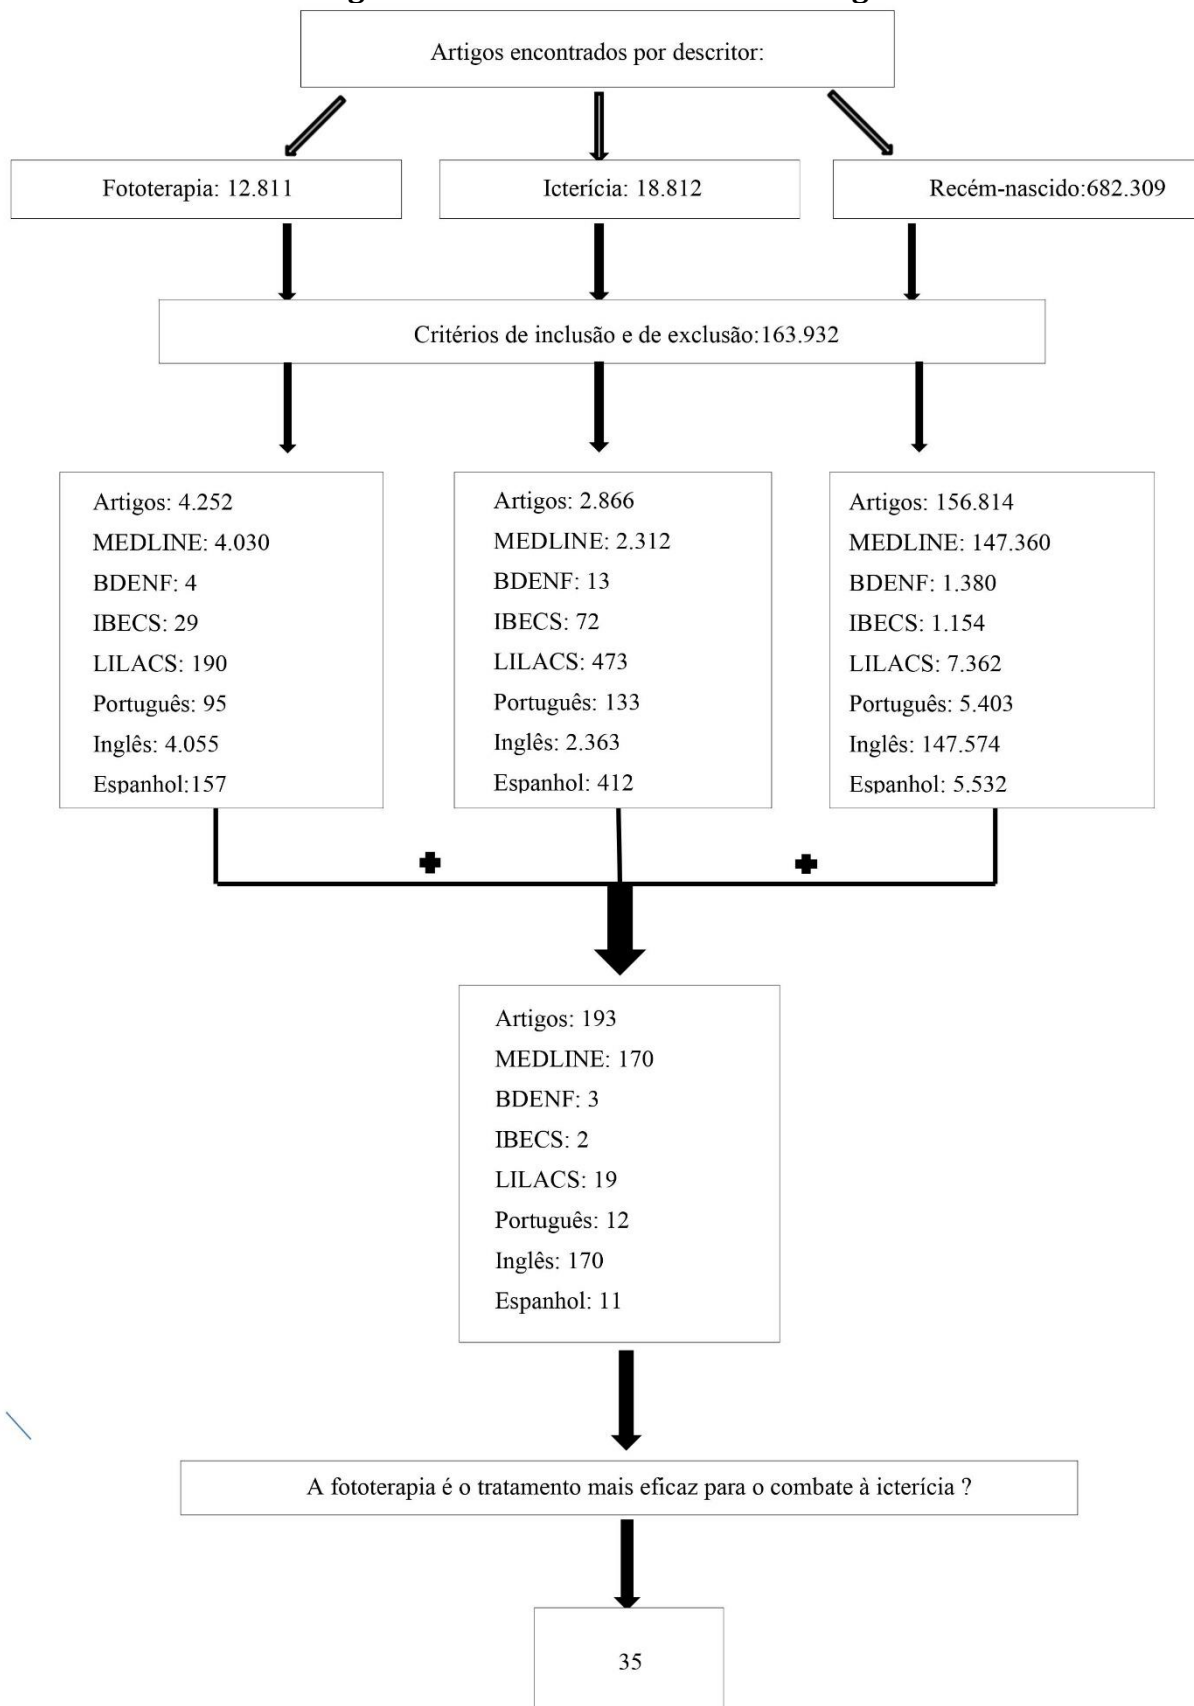 Artigos encontrados por descritor:
Fototerapia: 12.811
Icterícia: 18.812
Recém-nascido:682.309
Critérios de inclusão e de exclusão:163.932
Artigos: 4.252
MEDLINE: 4.030
BDENF: 4
IBECS: 29
LILACS: 190
Português: 95
Inglês: 4.055
Espanhol:157
Artigos: 2.866
MEDLINE: 2.312
BDENF: 13
IBECS: 72
LILACS: 473
Português: 133
Inglês: 2.363
Espanhol: 412
Artigos: 156.814
MEDLINE: 147.360
BDENF: 1.380
IBECS: 1.154
LILACS: 7.362
Português: 5.403
Inglês: 147.574
Espanhol: 5.532
Artigos: 193
MEDLINE: 170
BDENF: 3
IBECS: 2
LILACS: 19
Português: 12
Inglês: 170
Espanhol: 11
A fototerapia é o tratamento mais eficaz para o combate à icterícia ?
35